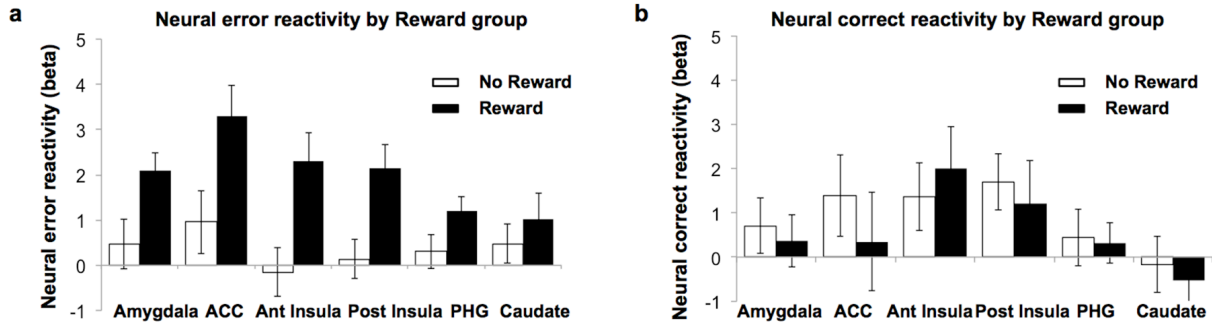 a
Neural error reactivity by Reward group
Neural error reactivity (beta)
5
4
3
2
1
0
-1
No Reward
Reward
Amygdala ACC Ant Insula Post Insula PHG Caudate
b
Neural correct reactivity by Reward group
Neural correct reactivity (beta)
5
4
3
2
1
0
-1
No Reward
Reward
Amygdala ACC Ant Insula Post Insula PHG Caudate